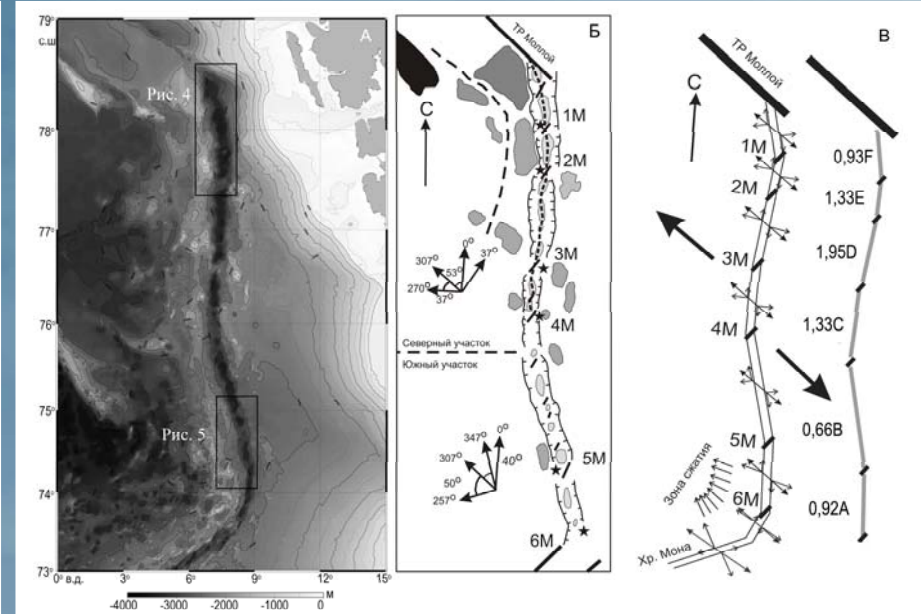 79°
с.ш.
78°
77°
76°
75°
74°
73°
0° в.д.
3°
6°
9°
12°
15°
А
Рис. 4
Рис. 5
-4000
-3000
-2000
-1000
0
м
Б
ТР Моллой
С
1М
2М
3М
4М
5М
6М
0°
37°
307°
53°
270°
37°
Северный участок
Южный участок
0°
347°
307°
40°
50°
257°
В
ТР Моллой
С
1М
2М
3М
4М
5М
6М
Зона сжатия
Хр. Мона
0,93F
1,33E
1,95D
1,33C
0,66B
0,92A